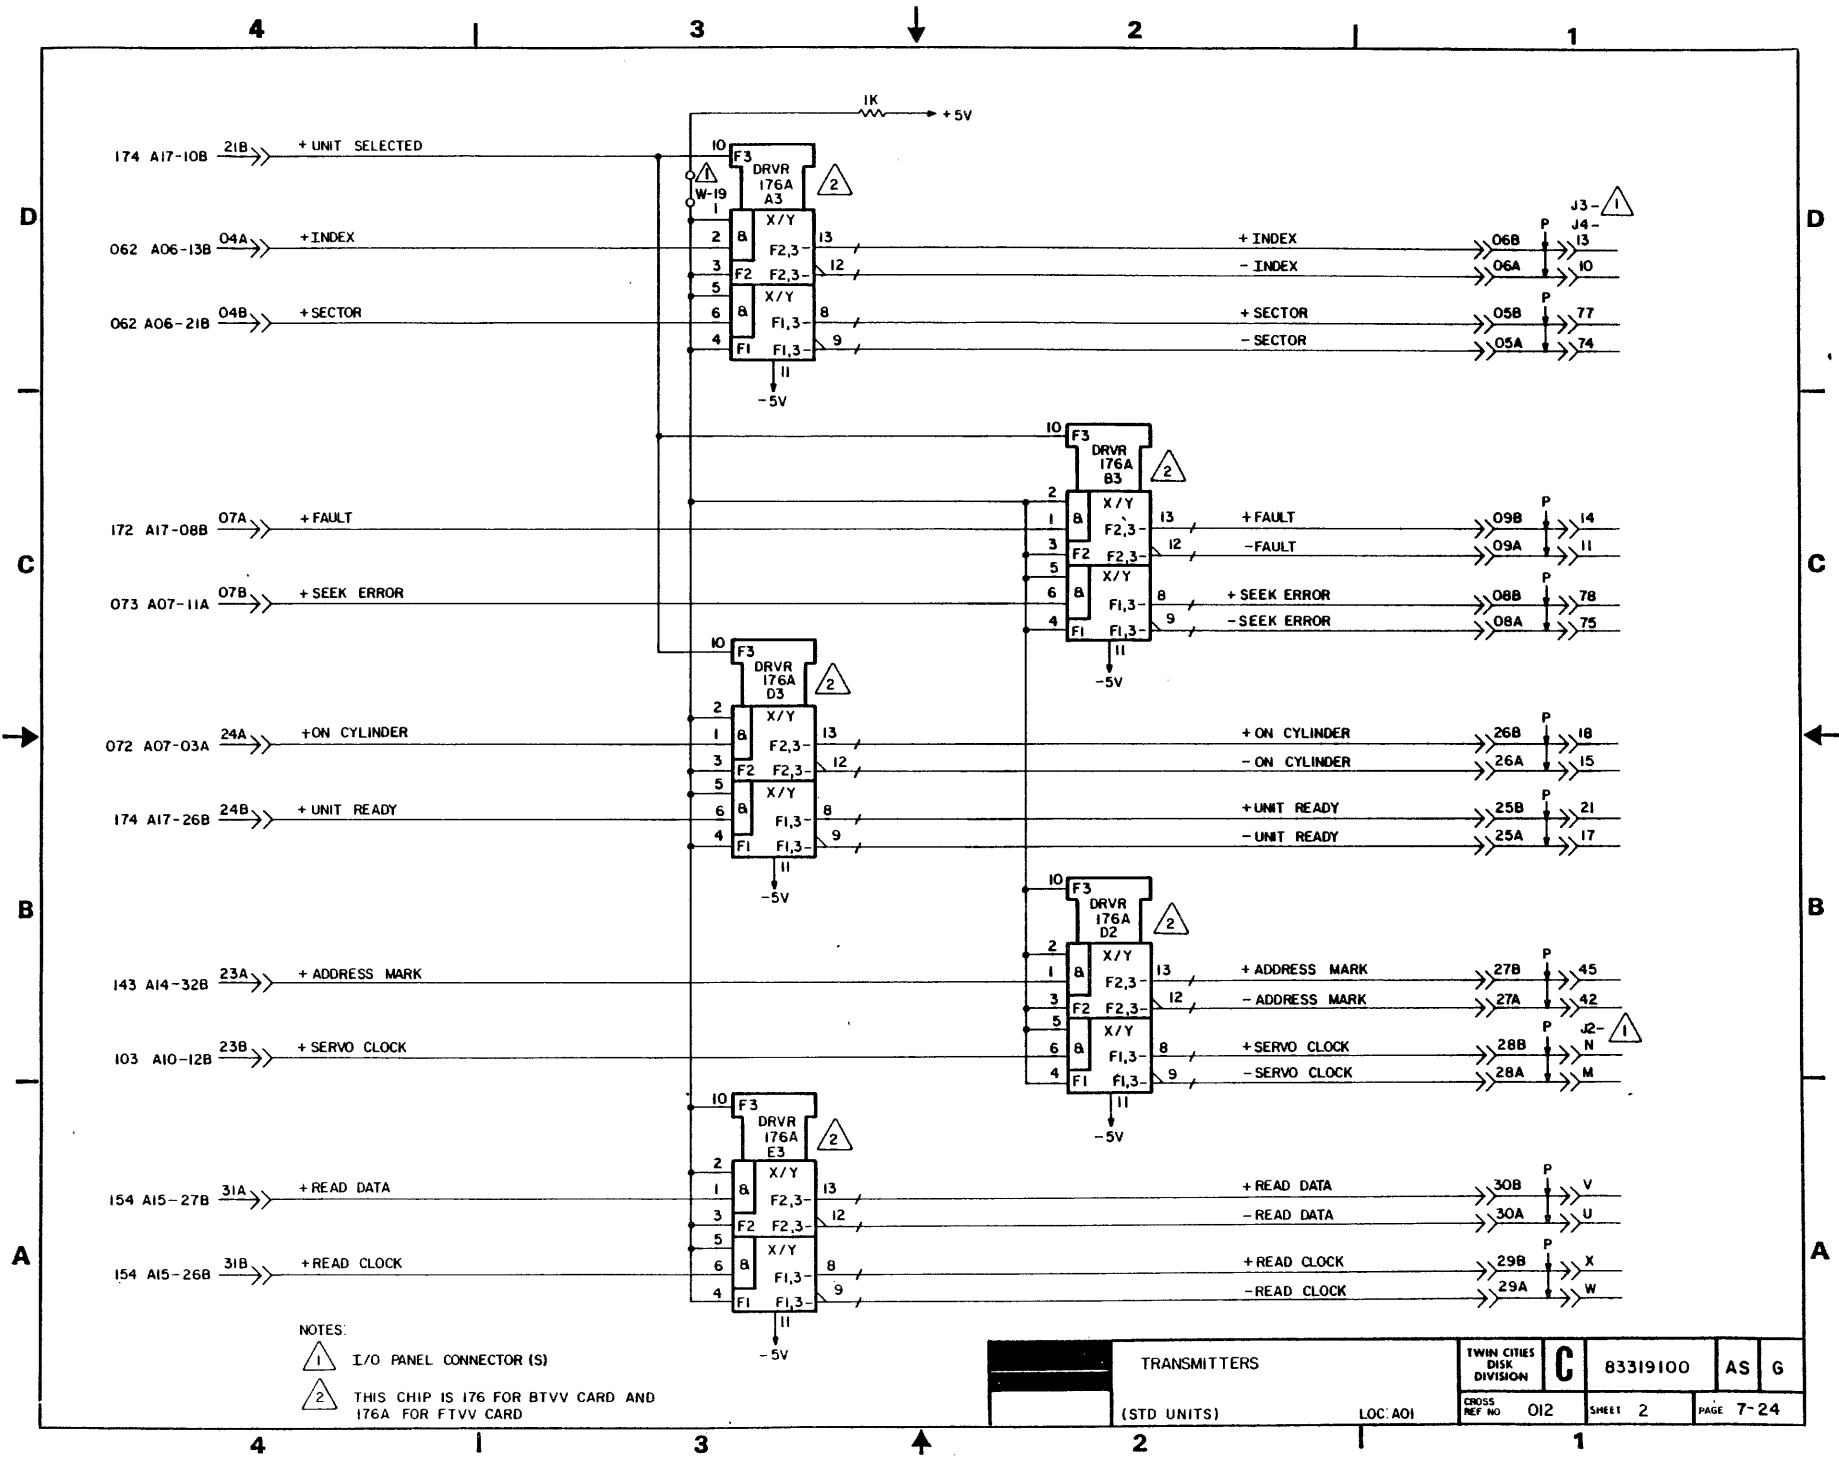 4 3 2 1
1K
+5V
174 A17-10B 21B + UNIT SELECTED 10 F3
DRVR
176A
A3
1
2
W-19
D D
1 X/Y
062 A06-13B 04A +INDEX 2 & F2,3 13 + INDEX 06B P 13
J3- 1
J4-
3 F2 F2,3 12 - INDEX 06A 10
5 X/Y
062 A06-21B 04B +SECTOR 6 & F1,3 8 + SECTOR 05B P 77
4 F1 F1,3 9 - SECTOR 05A 74
11
-5V
10 F3
DRVR
176A
B3
2
2 X/Y
172 A17-08B 07A +FAULT 1 & F2,3 13 +FAULT 09B P 14
3 F2 F2,3 12 -FAULT 09A 11
C C
5 X/Y
073 A07-11A 07B + SEEK ERROR 6 & F1,3 8 + SEEK ERROR 08B P 78
4 F1 F1,3 9 -SEEK ERROR 08A 75
11
-5V
10 F3
DRVR
176A
D3
2
2 X/Y
072 A07-03A 24A +ON CYLINDER 1 & F2,3 13 + ON CYLINDER 26B P 18
3 F2 F2,3 12 - ON CYLINDER 26A 15
5 X/Y
174 A17-26B 24B + UNIT READY 6 & F1,3 8 +UNIT READY 25B P 21
4 F1 F1,3 9 - UNIT READY 25A 17
11
-5V
10 F3
DRVR
176A
D2
2
B B
2 X/Y
143 A14-32B 23A + ADDRESS MARK 1 & F2,3 13 + ADDRESS MARK 27B P 45
3 F2 F2,3 12 - ADDRESS MARK 27A 42
J2- 1
5 X/Y
103 A10-12B 23B + SERVO CLOCK 6 & F1,3 8 +SERVO CLOCK 28B P N
4 F1 F1,3 9 -SERVO CLOCK 28A M
11
-5V
10 F3
DRVR
176A
E3
2
2 X/Y
154 A15-27B 31A +READ DATA 1 & F2,3 13 +READ DATA 30B P V
3 F2 F2,3 12 -READ DATA 30A U
A A
5 X/Y
154 A15-26B 31B +READ CLOCK 6 & F1,3 8 +READ CLOCK 29B P X
4 F1 F1,3 9 -READ CLOCK 29A W
11
-5V
NOTES:
1 I/O PANEL CONNECTOR (S)
2 THIS CHIP IS 176 FOR BTVV CARD AND
176A FOR FTVV CARD
TRANSMITTERS
(STD UNITS) LOC: A01
TWIN CITIES
DISK
DIVISION
C 83319100 AS G
CROSS
REF NO 012 SHEET 2 PAGE 7-24
4 3 2 1